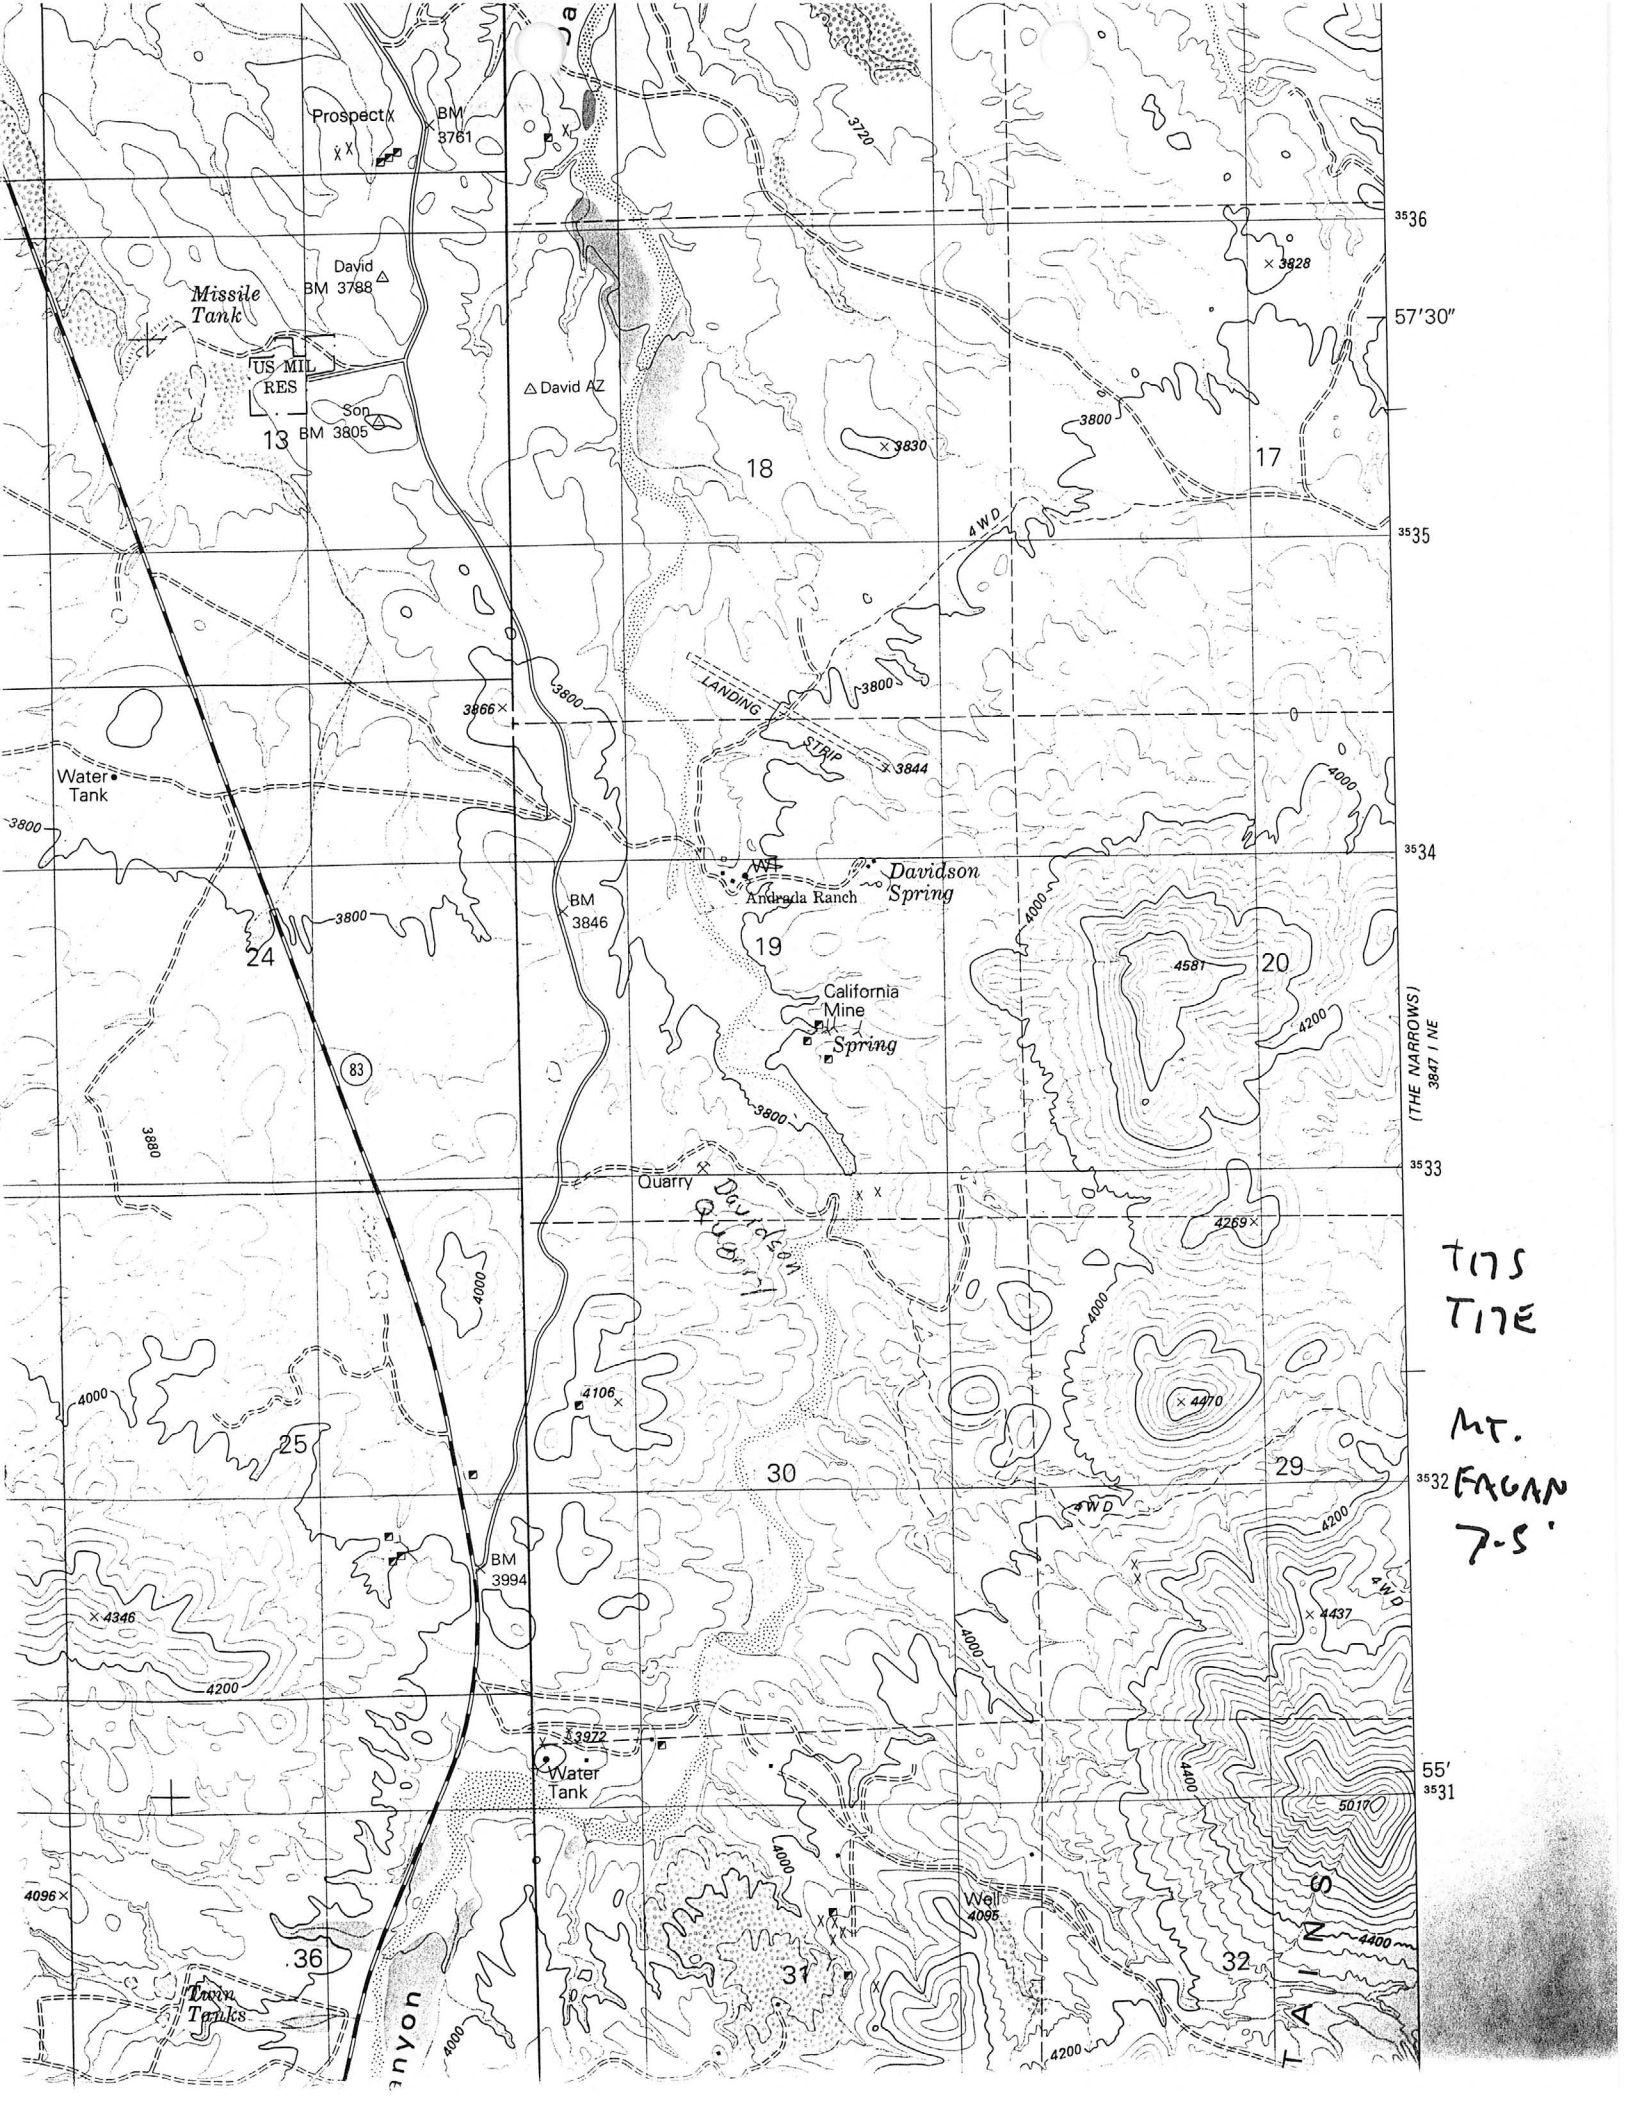 Prospect
BM
3761
3720
3536
3828
David
BM 3788
57'30"
Missile
Tank
US MIL
RES
David AZ
Son
BM 3805
13
3800
3830
18
17
4WD
3535
LANDING
STRIP
3800
3800
3866
0
3844
Water
Tank
4000
3800
3534
WT
Davidson
Spring
Andrada Ranch
BM
3846
3800
4000
24
19
4581
20
California
Mine
Spring
4200
83
(THE NARROWS)
3847 I NE
3880
3800
3533
Quarry
Davidson
Quarry
4269
T17S
T17E
4000
4000
4106
4000
4470
MT.
FAGAN
7.5'
25
30
29
3532
4WD
4200
BM
3994
4WD
4346
4437
4000
4200
3972
Water
Tank
4400
55'
3531
5017
4000
4096
Well
4095
S
N
4400
36
31
32
I
Twin
Tanks
A
nyon
4000
4200
T